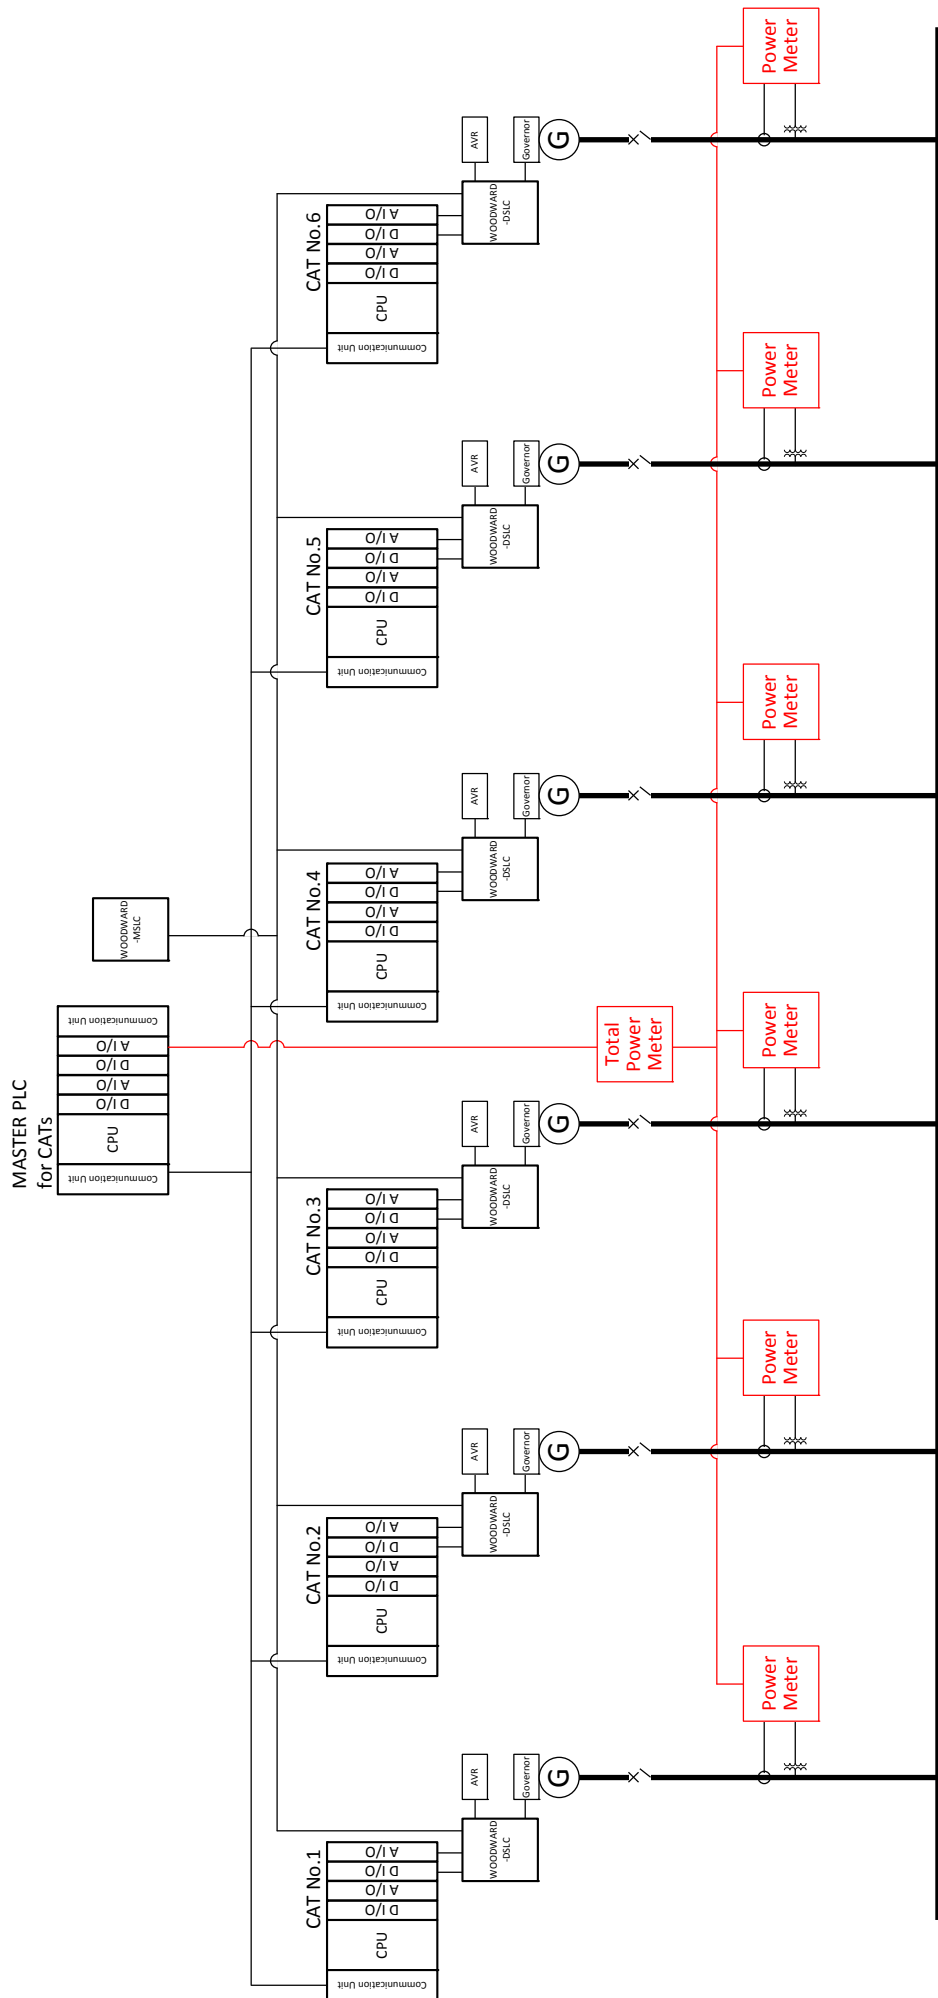 MASTER PLC
for CATs
Communication Unit
CPU
D I/O
A I/O
D I/O
A I/O
Communication Unit
WOODWARD
-MSLC
CAT No.1
Communication Unit
CPU
D I/O
A I/O
D I/O
A I/O
WOODWARD
-DSLC
AVR
Governor
G
Power
Meter
CAT No.2
Communication Unit
CPU
D I/O
A I/O
D I/O
A I/O
WOODWARD
-DSLC
AVR
Governor
G
Power
Meter
CAT No.3
Communication Unit
CPU
D I/O
A I/O
D I/O
A I/O
WOODWARD
-DSLC
AVR
Governor
G
Power
Meter
Total
Power
Meter
CAT No.4
Communication Unit
CPU
D I/O
A I/O
D I/O
A I/O
WOODWARD
-DSLC
AVR
Governor
G
Power
Meter
CAT No.5
Communication Unit
CPU
D I/O
A I/O
D I/O
A I/O
WOODWARD
-DSLC
AVR
Governor
G
Power
Meter
CAT No.6
Communication Unit
CPU
D I/O
A I/O
D I/O
A I/O
WOODWARD
-DSLC
AVR
Governor
G
Power
Meter